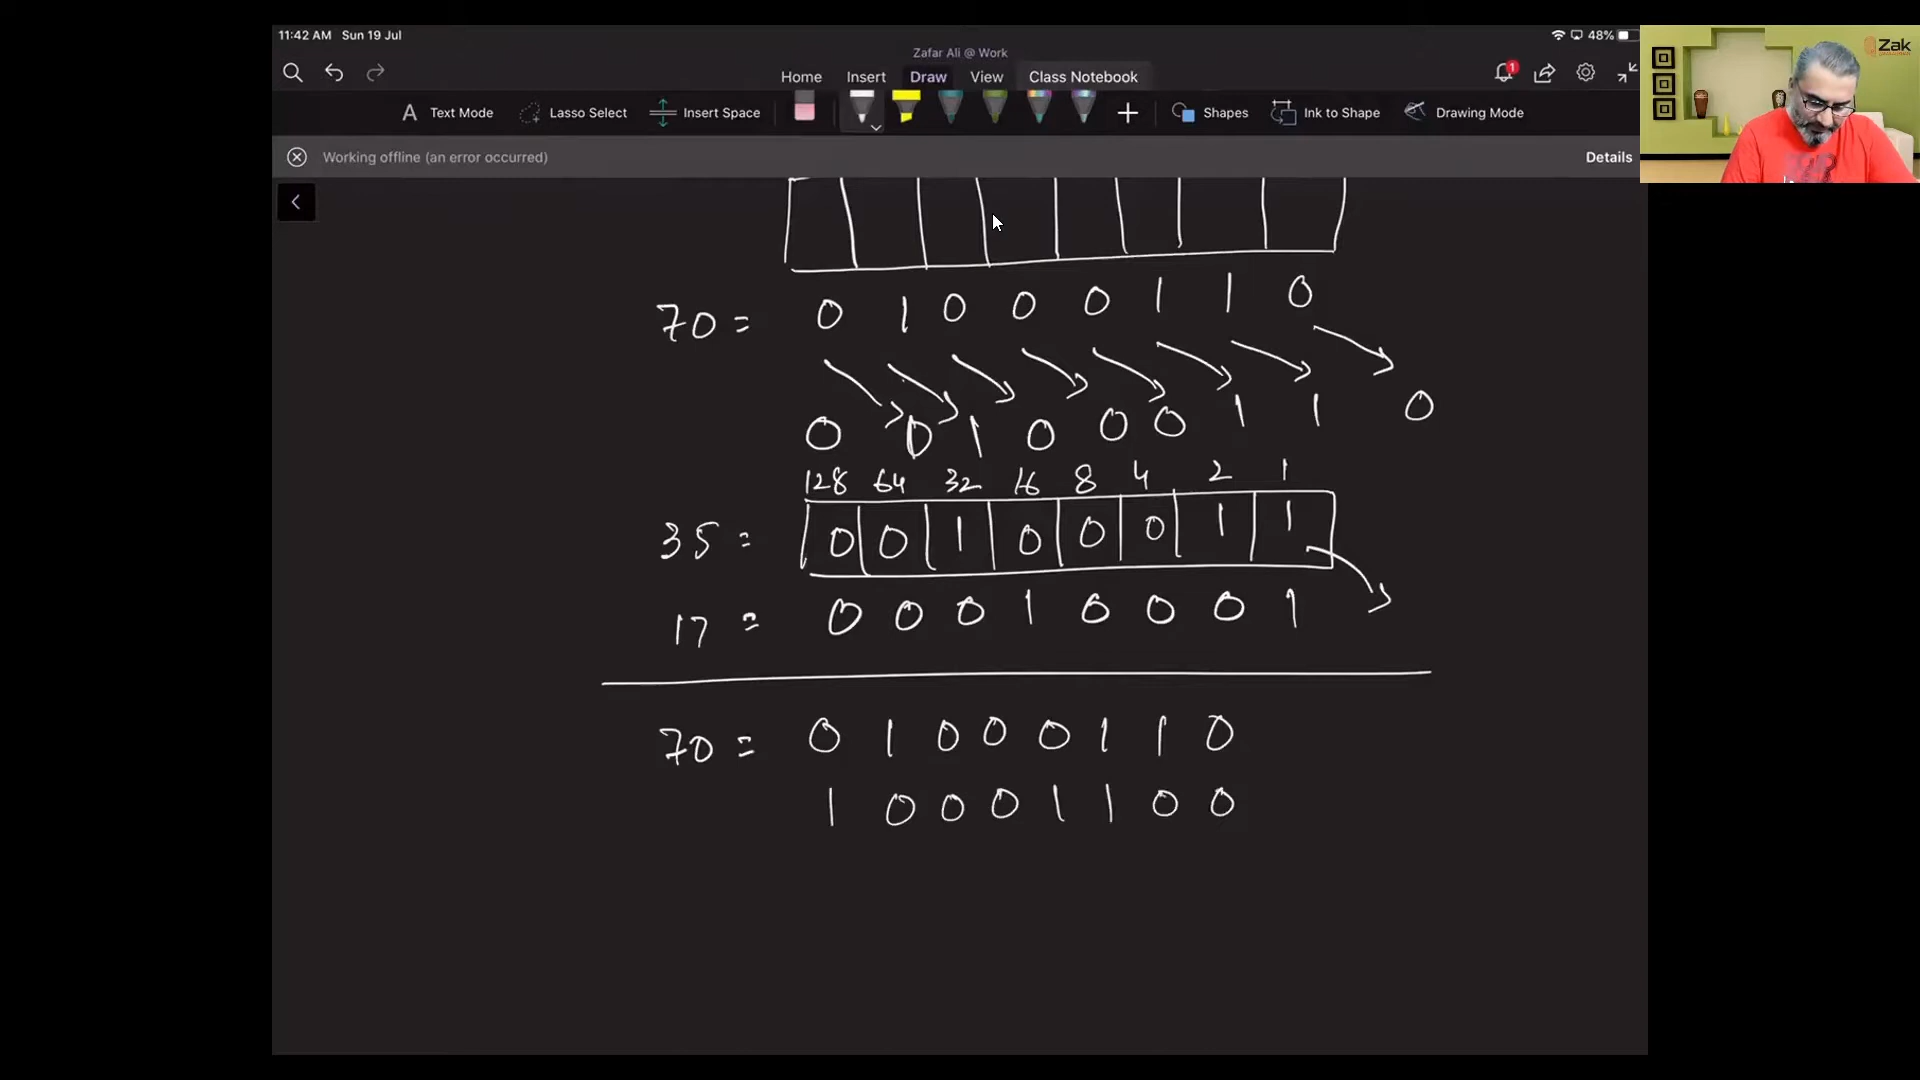 11:42 AM Sun 19 Jul 48%
Zak
Zafar Ali @ Work
Home Insert Draw View Class Notebook 1
A Text Mode Lasso Select Insert Space Shapes Ink to Shape Drawing Mode
Working offline (an error occurred) Details
70 = 0 1 0 0 0 1 1 0
0 0 1 0 0 0 1 1 0
128 64 32 16 8 4 2 1
35 = 0 0 1 0 0 0 1 1
17 = 0 0 0 1 0 0 0 1
70 = 0 1 0 0 0 1 1 0
1 0 0 0 1 1 0 0